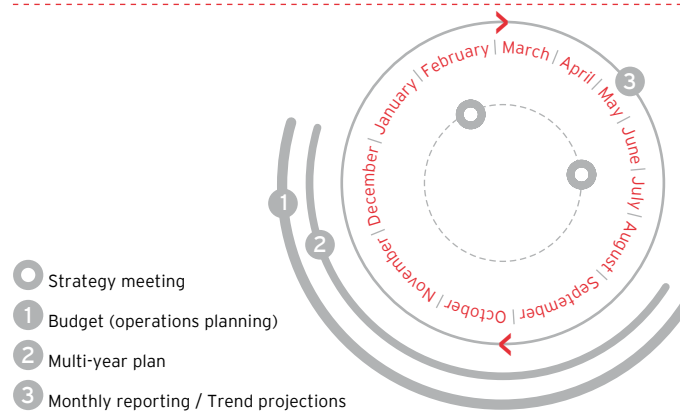 January | February | March | April | May | June | July | August | September | October | November | December
3
1
2
Strategy meeting
1 Budget (operations planning)
2 Multi-year plan
3 Monthly reporting / Trend projections